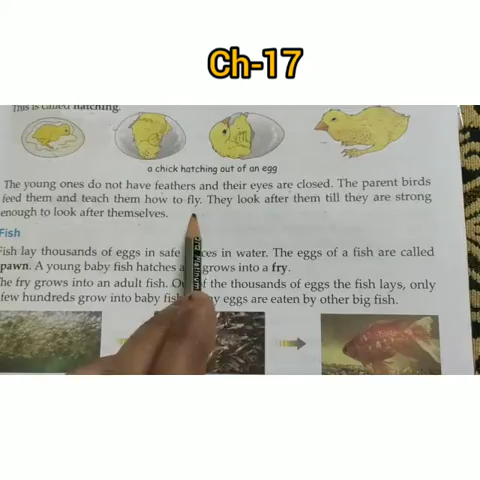 Ch-17
This is called hatching.
a chick hatching out of an egg
The young ones do not have feathers and their eyes are closed. The parent birds
feed them and teach them how to fly. They look after them till they are strong
enough to look after themselves.
Fish
Fish lay thousands of eggs in safe in water. The eggs of a fish are called
spawn. A young baby fish hatches grows into a fry.
The fry grows into an adult fish. the thousands of eggs the fish lays, only
few hundreds grow into baby eggs are eaten by other big fish.
PLATINUM